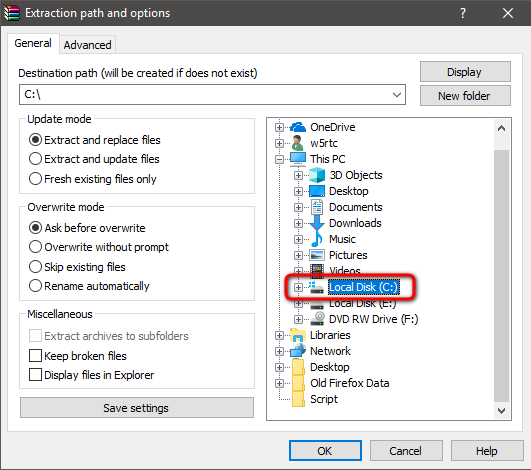 Extraction path and options
General
Advanced
Destination path (will be created if does not exist)
C:\
Display
New folder
Update mode
Extract and replace files
Extract and update files
Fresh existing files only
Overwrite mode
Ask before overwrite
Overwrite without prompt
Skip existing files
Rename automatically
Miscellaneous
Extract archives to subfolders
Keep broken files
Display files in Explorer
Save settings
OneDrive
w5rtc
This PC
3D Objects
Desktop
Documents
Downloads
Music
Pictures
Videos
Local Disk (C:)
Local Disk (E:)
DVD RW Drive (F:)
Libraries
Network
Desktop
Old Firefox Data
Script
OK
Cancel
Help